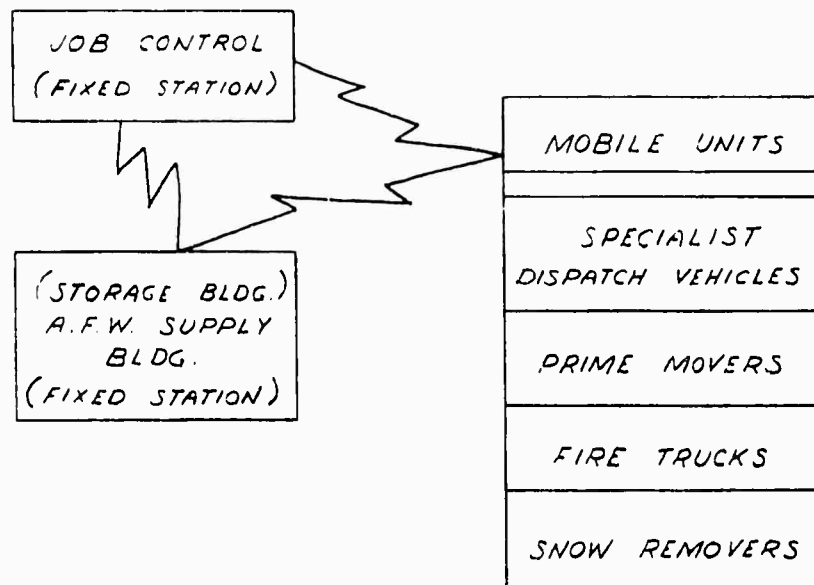 JOB CONTROL
(FIXED STATION)
(STORAGE BLDG.)
A.F.W. SUPPLY
BLDG.
(FIXED STATION)
MOBILE UNITS
SPECIALIST
DISPATCH VEHICLES
PRIME MOVERS
FIRE TRUCKS
SNOW REMOVERS